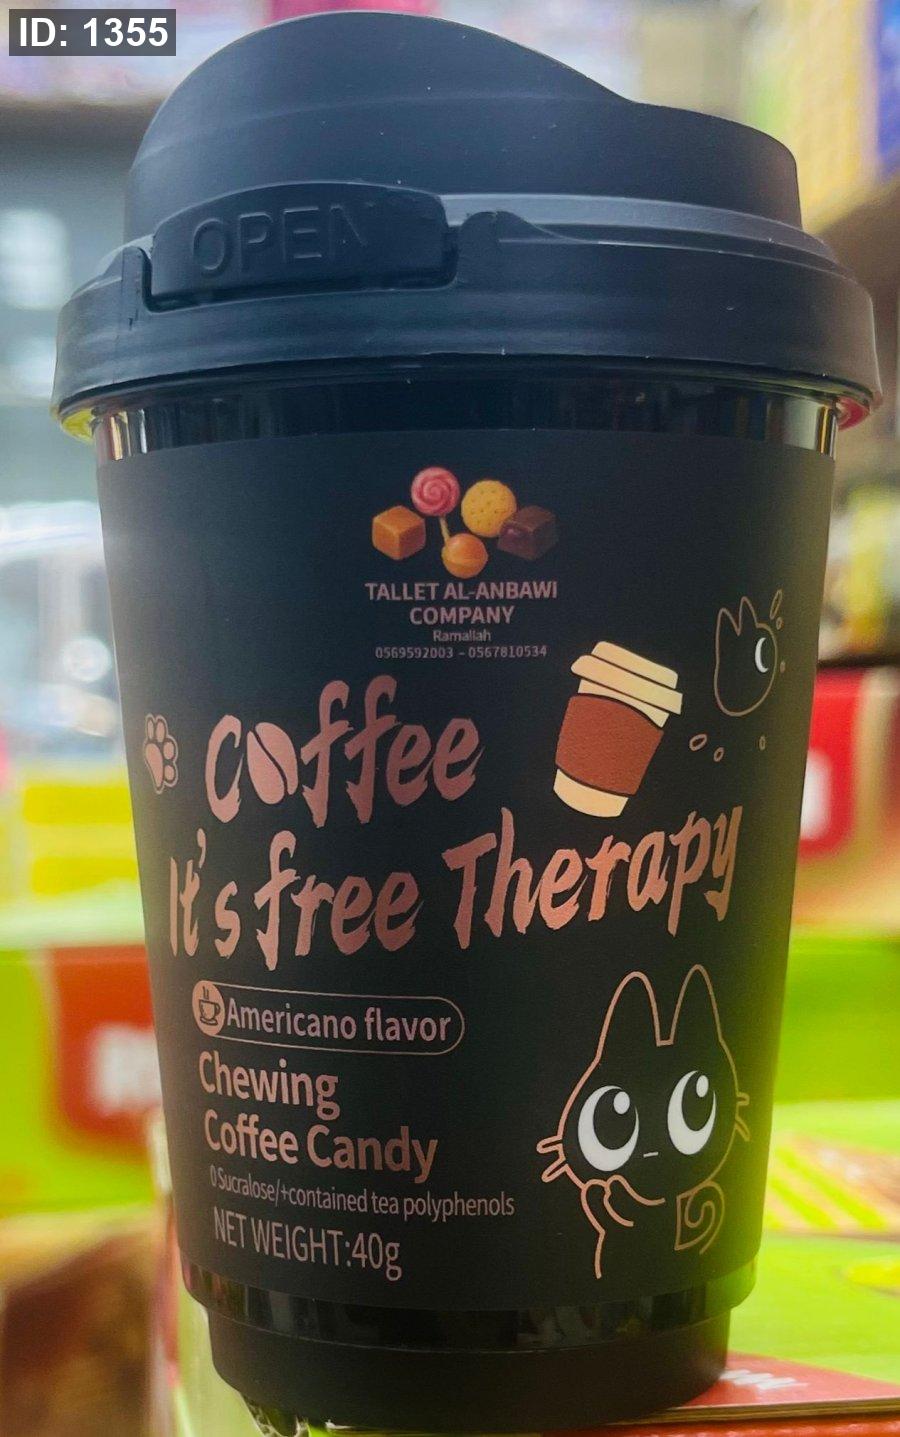 ID: 1355
OPEN
TALLET AL-ANBAWI
COMPANY
Ramallah
0569592003 - 0567810534
Coffee
It's free Therapy
Americano flavor
Chewing
Coffee Candy
0 Sucralose/+contained tea polyphenols
NET WEIGHT:40g